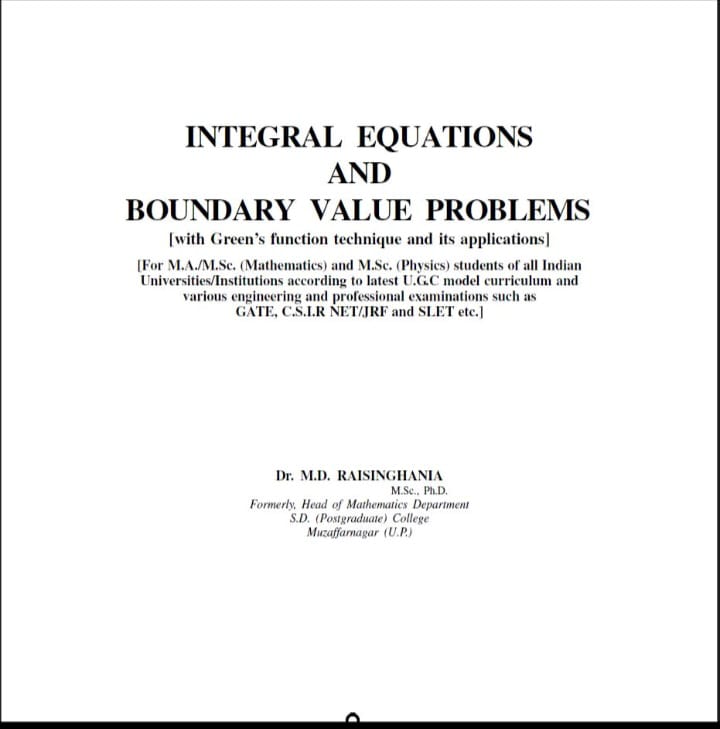 INTEGRAL EQUATIONS
AND
BOUNDARY VALUE PROBLEMS
[with Green's function technique and its applications]
[For M.A./M.Sc. (Mathematics) and M.Sc. (Physics) students of all Indian
Universities/Institutions according to latest U.G.C model curriculum and
various engineering and professional examinations such as
GATE, C.S.I.R NET/JRF and SLET etc.]
Dr. M.D. RAISINGHANIA
M.Sc., Ph.D.
Formerly, Head of Mathematics Department
S.D. (Postgraduate) College
Muzaffarnagar (U.P.)